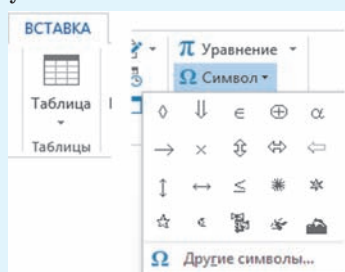 ВСТАВКА
Таблица
Таблицы
π Уравнение
Ω Символ
◊ ⇓ ∈ ⊕ α
→ × ⇕ ⇔ ⇦
↕ ↔ ≤
Ω Другие символы...